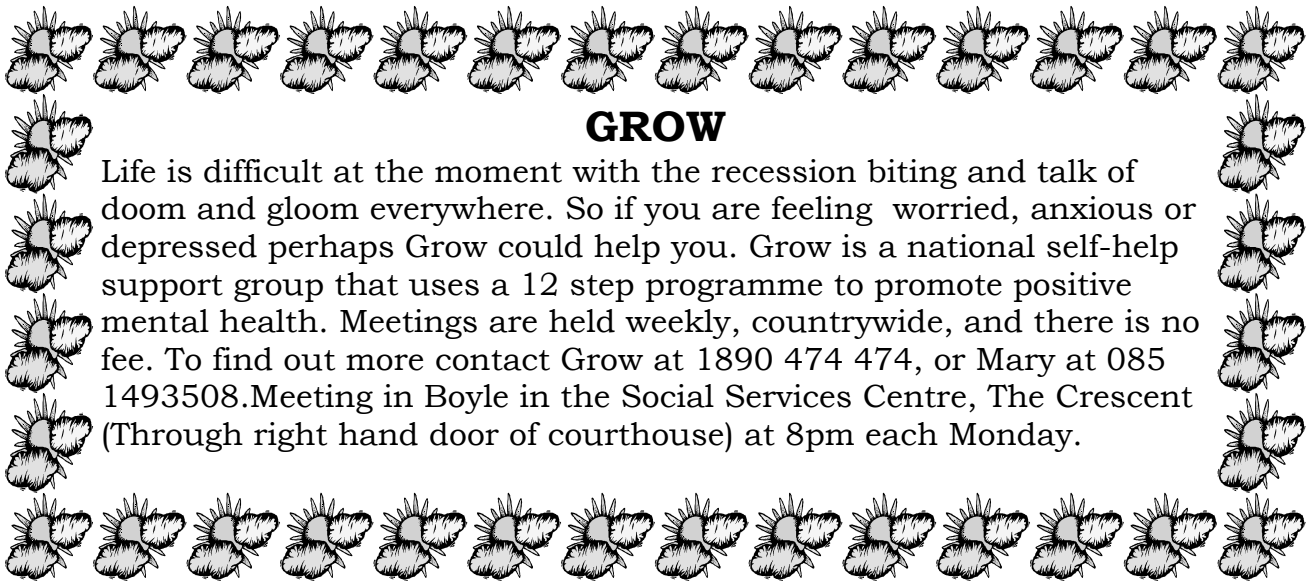 GROW
Life is difficult at the moment with the recession biting and talk of
doom and gloom everywhere. So if you are feeling  worried, anxious or
depressed perhaps Grow could help you. Grow is a national self-help
support group that uses a 12 step programme to promote positive
mental health. Meetings are held weekly, countrywide, and there is no
fee. To find out more contact Grow at 1890 474 474, or Mary at 085
1493508.Meeting in Boyle in the Social Services Centre, The Crescent
(Through right hand door of courthouse) at 8pm each Monday.